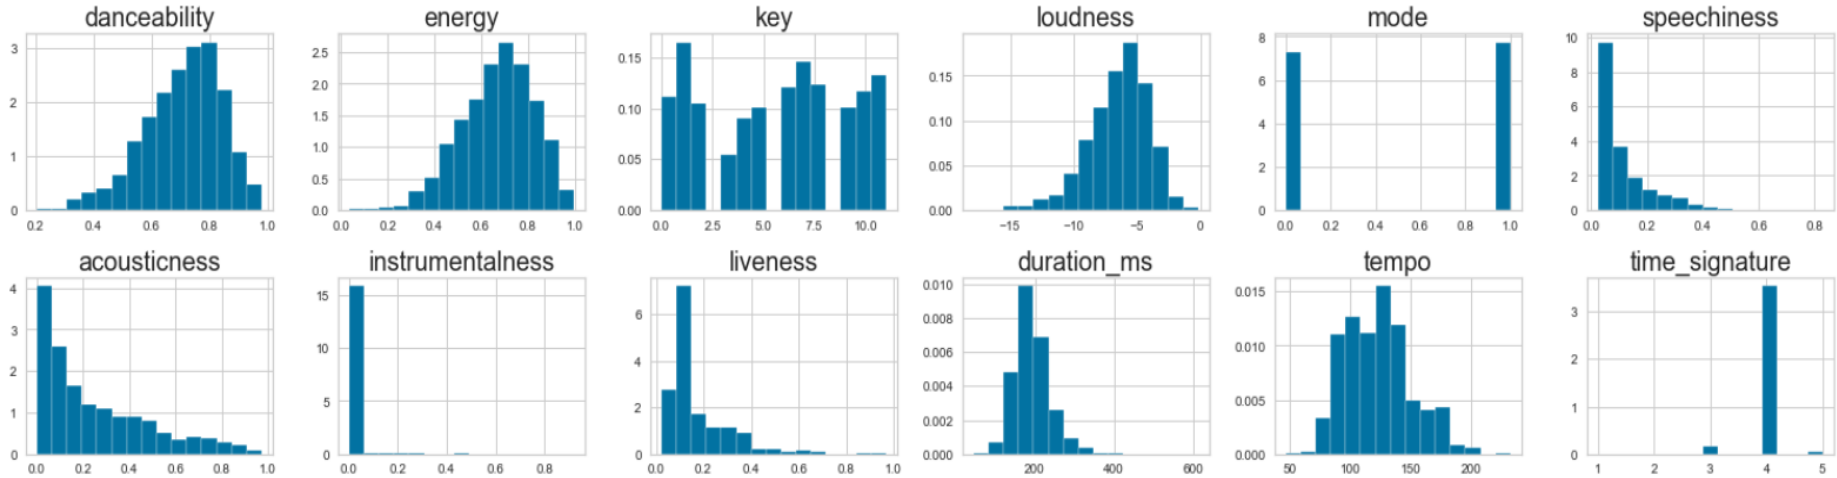 danceability energy key loudness mode speechiness
3 2.5 0.15 0.15 8 10
2 2.0 0.10 0.10 6 8
1 1.5 0.05 0.05 4 6
0 1.0 0.00 0.00 2 4
0.5 0 2
0.0 0
0.2 0.4 0.6 0.8 1.0 0.0 0.2 0.4 0.6 0.8 1.0 0.0 2.5 5.0 7.5 10.0 −15 −10 −5 0 0.0 0.2 0.4 0.6 0.8 1.0 0.0 0.2 0.4 0.6 0.8
acousticness instrumentalness liveness duration_ms tempo time_signature
4 15 6 0.010 0.015 3
3 10 4 0.008 0.010 2
2 5 2 0.006 0.005 1
1 0 0 0.004 0.000 0
0 0.002
0.000
0.0 0.2 0.4 0.6 0.8 1.0 0.0 0.2 0.4 0.6 0.8 0.0 0.2 0.4 0.6 0.8 1.0 200 400 600 50 100 150 200 1 2 3 4 5